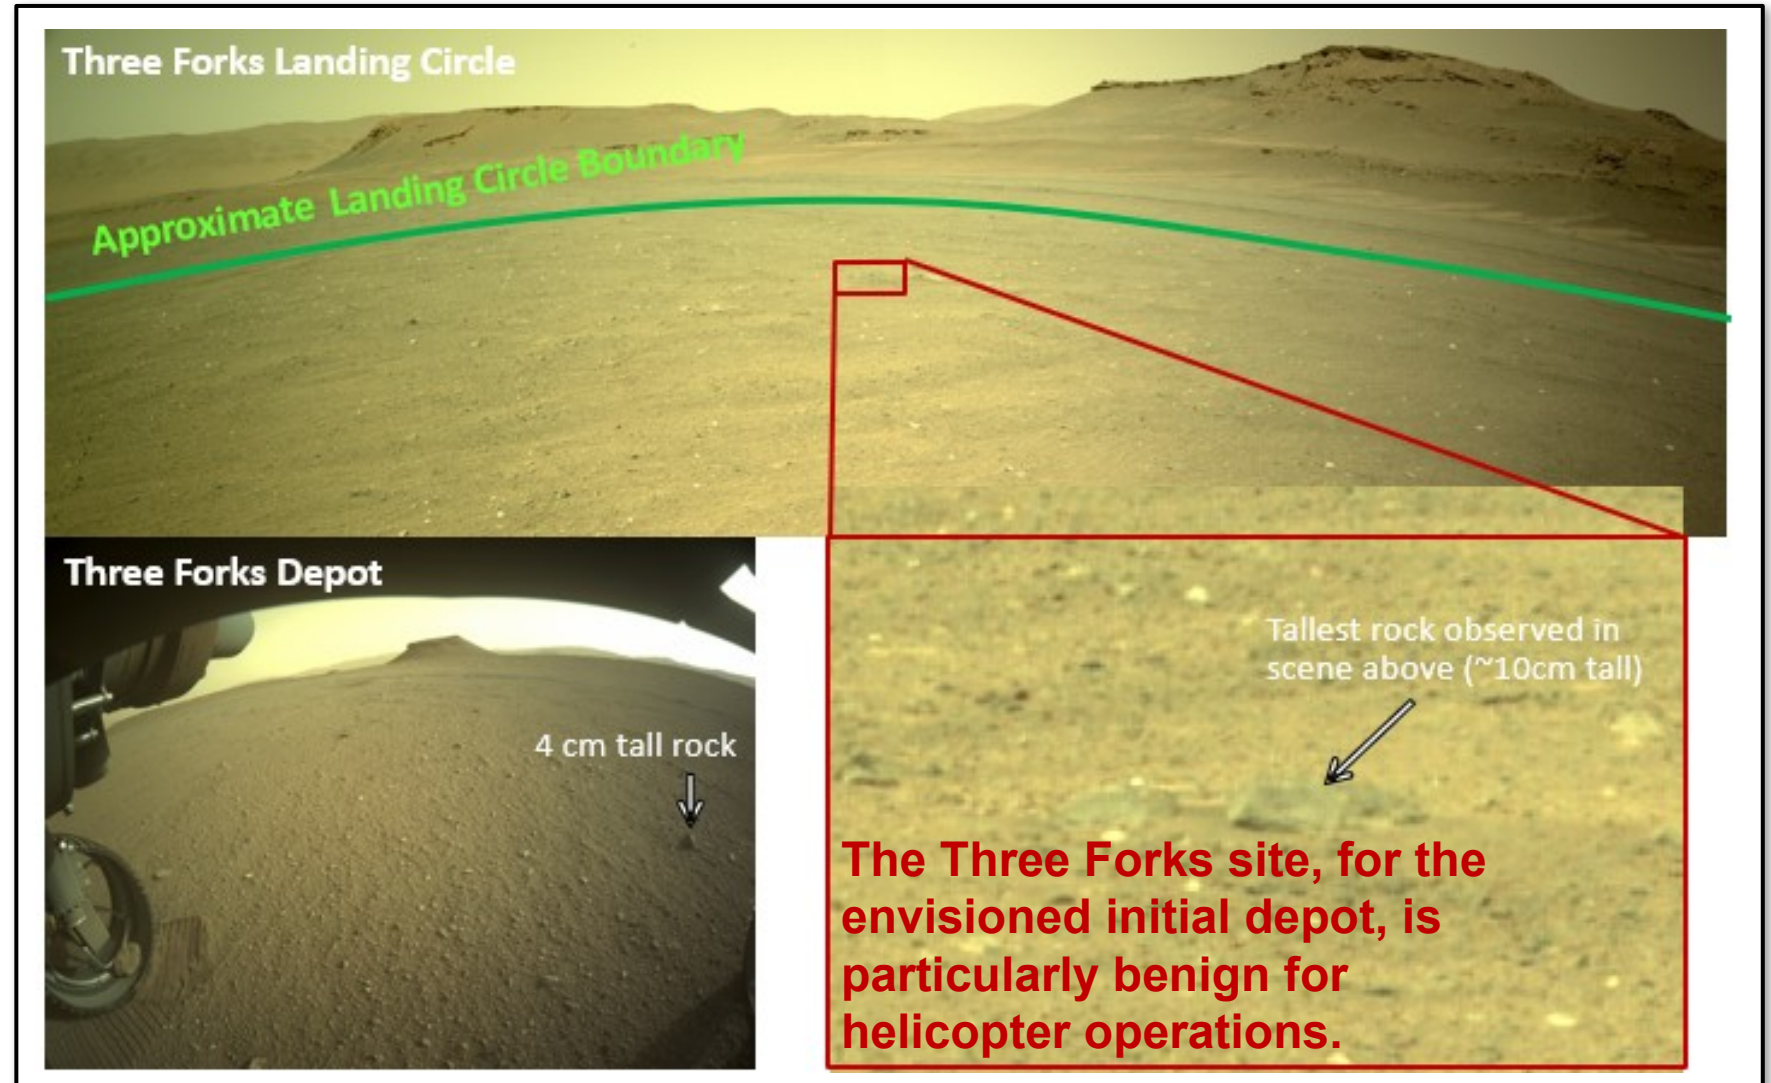 Three Forks Landing Circle
Approximate Landing Circle Boundary
Three Forks Depot
4 cm tall rock
Tallest rock observed in
scene above (~10cm tall)
The Three Forks site, for the
envisioned initial depot, is
particularly benign for
helicopter operations.